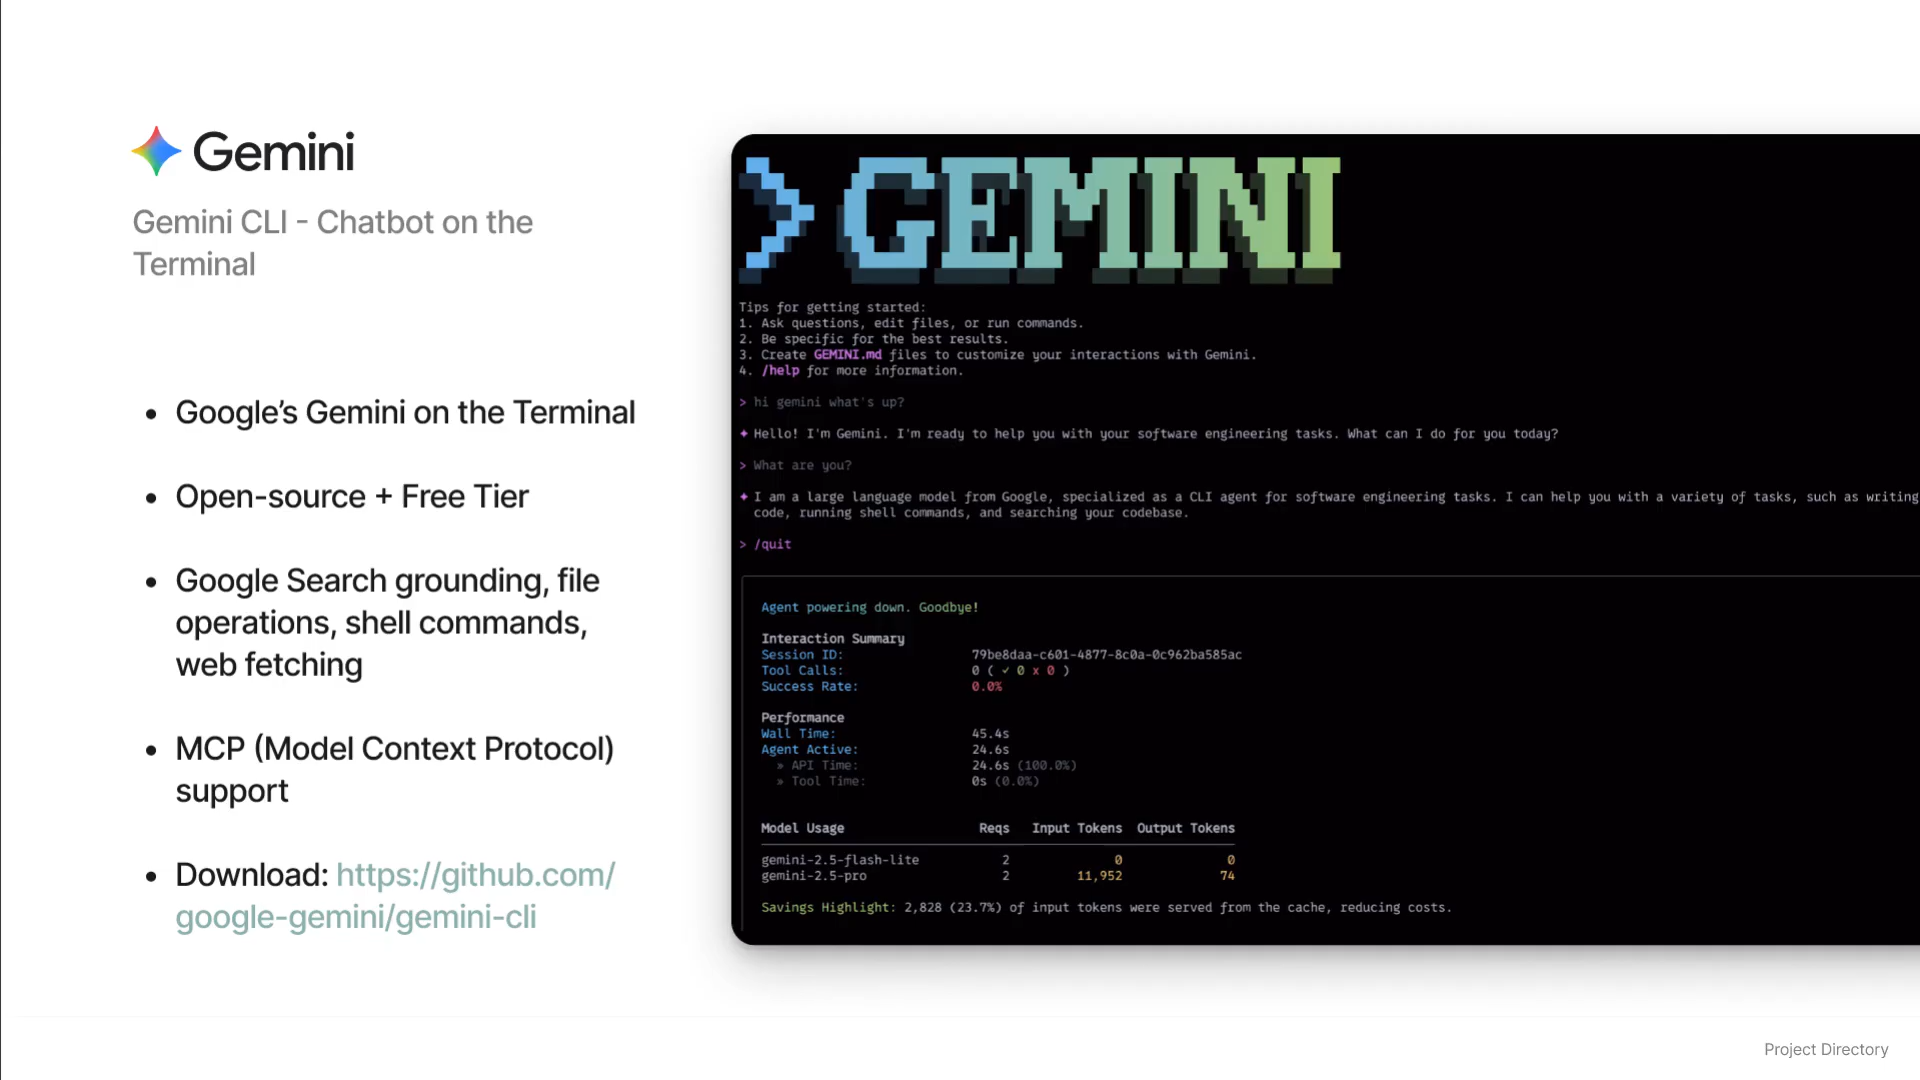 Gemini
Gemini CLI - Chatbot on the
Terminal
• Google’s Gemini on the Terminal
• Open-source + Free Tier
• Google Search grounding, file
operations, shell commands,
web fetching
• MCP (Model Context Protocol)
support
• Download: https://github.com/
google-gemini/gemini-cli
> GEMINI
Tips for getting started:
1. Ask questions, edit files, or run commands.
2. Be specific for the best results.
3. Create GEMINI.md files to customize your interactions with Gemini.
4. /help for more information.
> hi gemini what's up?
✦ Hello! I'm Gemini. I'm ready to help you with your software engineering tasks. What can I do for you today?
> What are you?
✦ I am a large language model from Google, specialized as a CLI agent for software engineering tasks. I can help you with a variety of tasks, such as writing
code, running shell commands, and searching your codebase.
> /quit
Agent powering down. Goodbye!
Interaction Summary
Session ID: 79be8daa-c601-4877-8c0a-0c962ba585ac
Tool Calls: 0 ( ✓ 0 x 0 )
Success Rate: 0.0%
Performance
Wall Time: 45.4s
Agent Active: 24.6s
» API Time: 24.6s (100.0%)
» Tool Time: 0s (0.0%)
Model Usage Reqs Input Tokens Output Tokens
gemini-2.5-flash-lite 2 0 0
gemini-2.5-pro 2 11,952 74
Savings Highlight: 2,828 (23.7%) of input tokens were served from the cache, reducing costs.
Project Directory